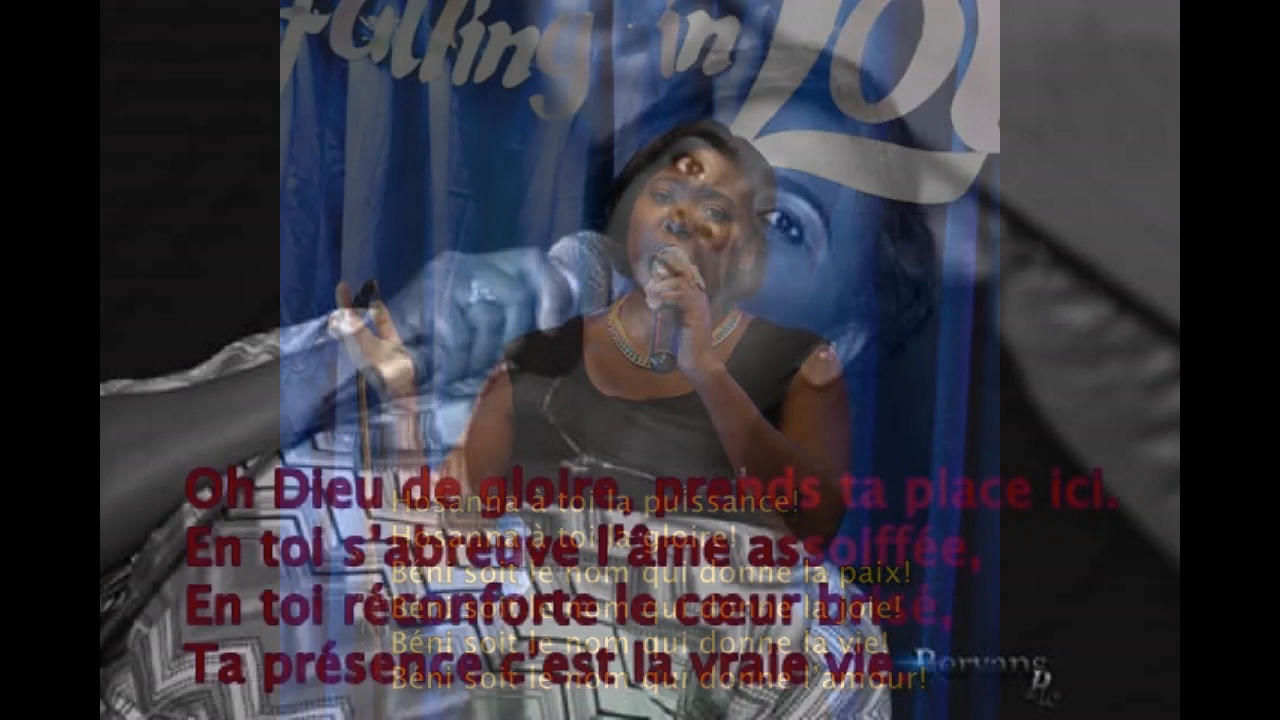 falling in Lo
Oh Dieu de gloire, prends ta place ici.
En toi s'abreuve l'âme assoiffée,
En toi réconforte le cœur brisé,
Ta présence c'est la vraie vie.
Hosanna à toi la puissance!
Hosanna à toi la gloire!
Béni soit le nom qui donne la paix!
Béni soit le nom qui donne la joie!
Béni soit le nom qui donne la vie!
Béni soit le nom qui donne l'amour!